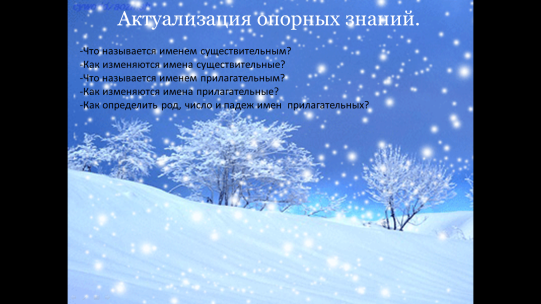 Актуализация опорных знаний.
-Что называется именем существительным?
-Как изменяются имена существительные?
-Что называется именем прилагательным?
-Как изменяются имена прилагательные?
-Как определить род, число и падеж имен прилагательных?